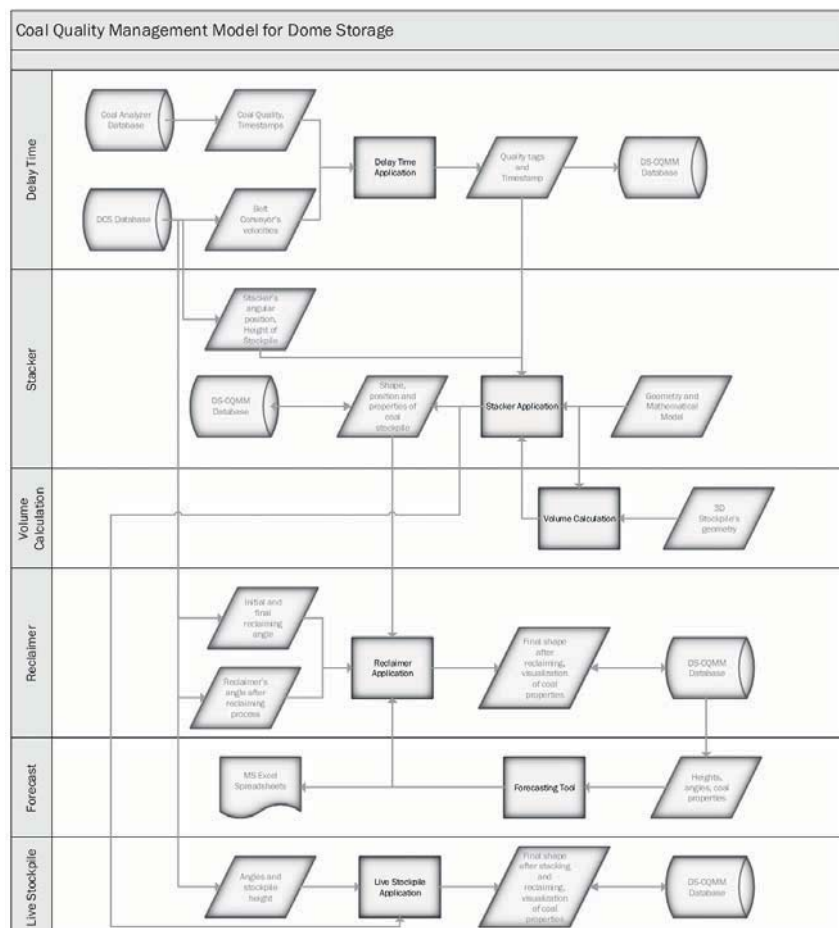 Coal Quality Management Model for Dome Storage
Delay Time
Coal Analyzer
Database
Coal Quality,
Timestamps
Delay Time
Application
Quality tags
and
Timestamp
DS-CQMM
Database
DCS Database
Belt
Conveyor's
velocities
Stacker
Stacker's
angular
position,
Height of
Stockpile
DS-CQMM
Database
Shape,
position and
properties of
coal
stockpile
Stacker Application
Geometry and
Mathematical
Model
Volume
Calculation
Volume Calculation
3D
Stockpile's
geometry
Reclaimer
Initial and
final
reclaiming
angle
Reclaimer's
angle after
reclaiming
process
Reclaimer
Application
Final shape
after
reclaiming,
visualization
of coal
properties
DS-CQMM
Database
Forecast
MS Excel
Spreadsheets
Forecasting Tool
Heights,
angles, coal
properties
Live Stockpile
Angles and
stockpile
height
Live Stockpile
Application
Final shape
after stacking
and
reclaiming,
visualization
of coal
properties
DS-CQMM
Database